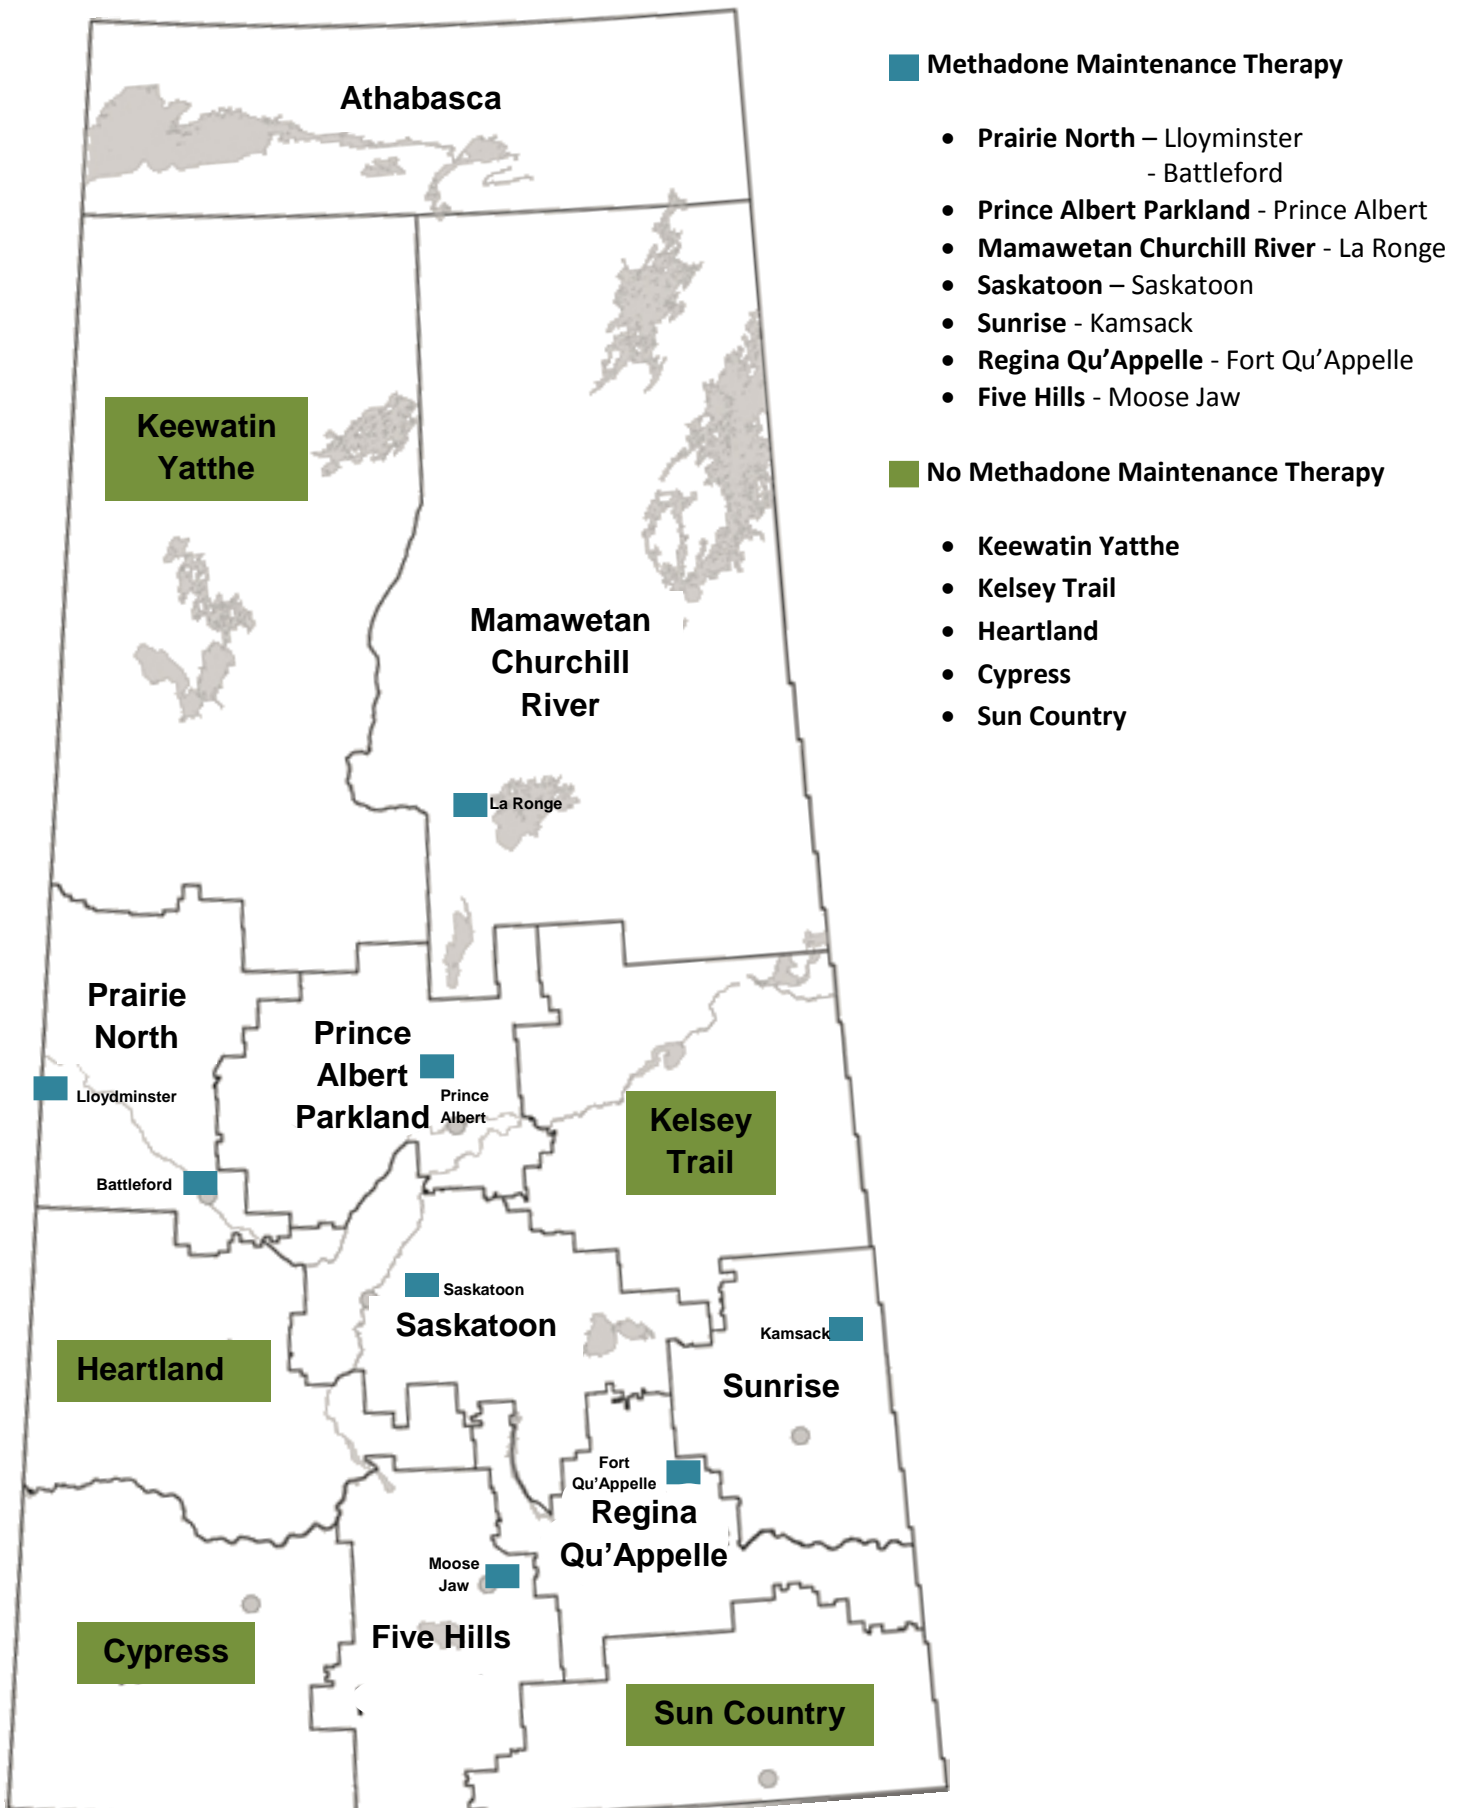 Athabasca
Keewatin
Yatthe
Mamawetan
Churchill
River
La Ronge
Prairie
North
Prince
Albert
Parkland
Prince
Albert
Lloydminster
Battleford
Kelsey
Trail
Saskatoon
Saskatoon
Kamsack
Sunrise
Heartland
Fort
Qu’Appelle
Regina
Qu’Appelle
Moose
Jaw
Five Hills
Cypress
Sun Country
Methadone Maintenance Therapy
• Prairie North – Lloyminster
- Battleford
• Prince Albert Parkland - Prince Albert
• Mamawetan Churchill River - La Ronge
• Saskatoon – Saskatoon
• Sunrise - Kamsack
• Regina Qu’Appelle - Fort Qu’Appelle
• Five Hills - Moose Jaw
No Methadone Maintenance Therapy
• Keewatin Yatthe
• Kelsey Trail
• Heartland
• Cypress
• Sun Country